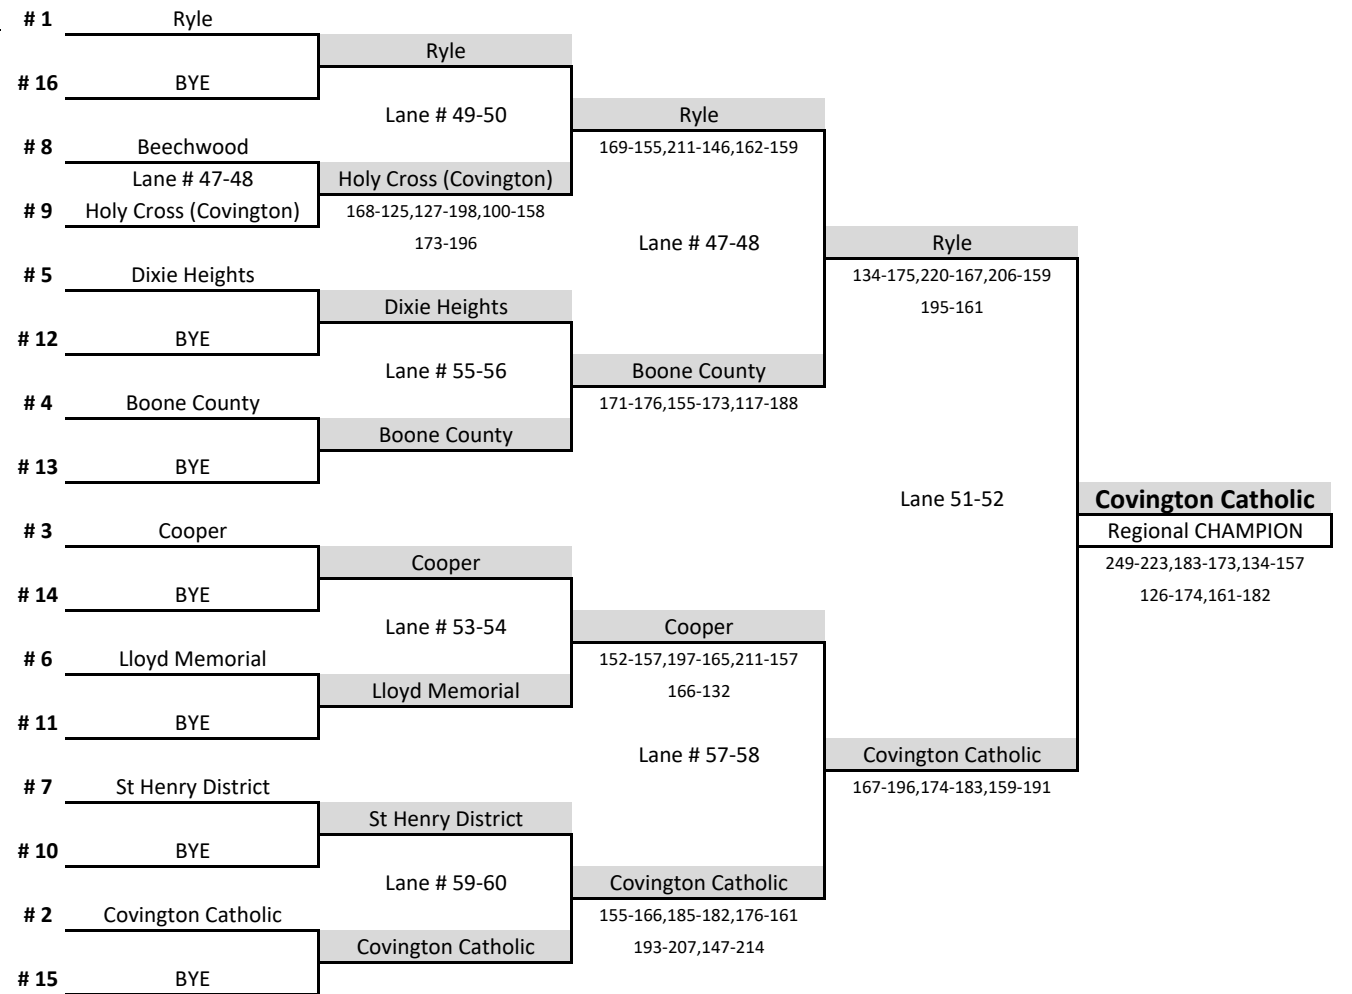 # 1 Ryle
Ryle
# 16 BYE
Lane # 49-50 Ryle
# 8 Beechwood 169-155,211-146,162-159
Lane # 47-48 Holy Cross (Covington)
# 9 Holy Cross (Covington) 168-125,127-198,100-158
173-196 Lane # 47-48 Ryle
# 5 Dixie Heights 134-175,220-167,206-159
Dixie Heights 195-161
# 12 BYE
Lane # 55-56 Boone County
# 4 Boone County 171-176,155-173,117-188
Boone County
# 13 BYE
Lane 51-52 Covington Catholic
# 3 Cooper Regional CHAMPION
Cooper 249-223,183-173,134-157
# 14 BYE 126-174,161-182
Lane # 53-54 Cooper
# 6 Lloyd Memorial 152-157,197-165,211-157
Lloyd Memorial 166-132
# 11 BYE
Lane # 57-58 Covington Catholic
# 7 St Henry District 167-196,174-183,159-191
St Henry District
# 10 BYE
Lane # 59-60 Covington Catholic
# 2 Covington Catholic 155-166,185-182,176-161
Covington Catholic 193-207,147-214
# 15 BYE